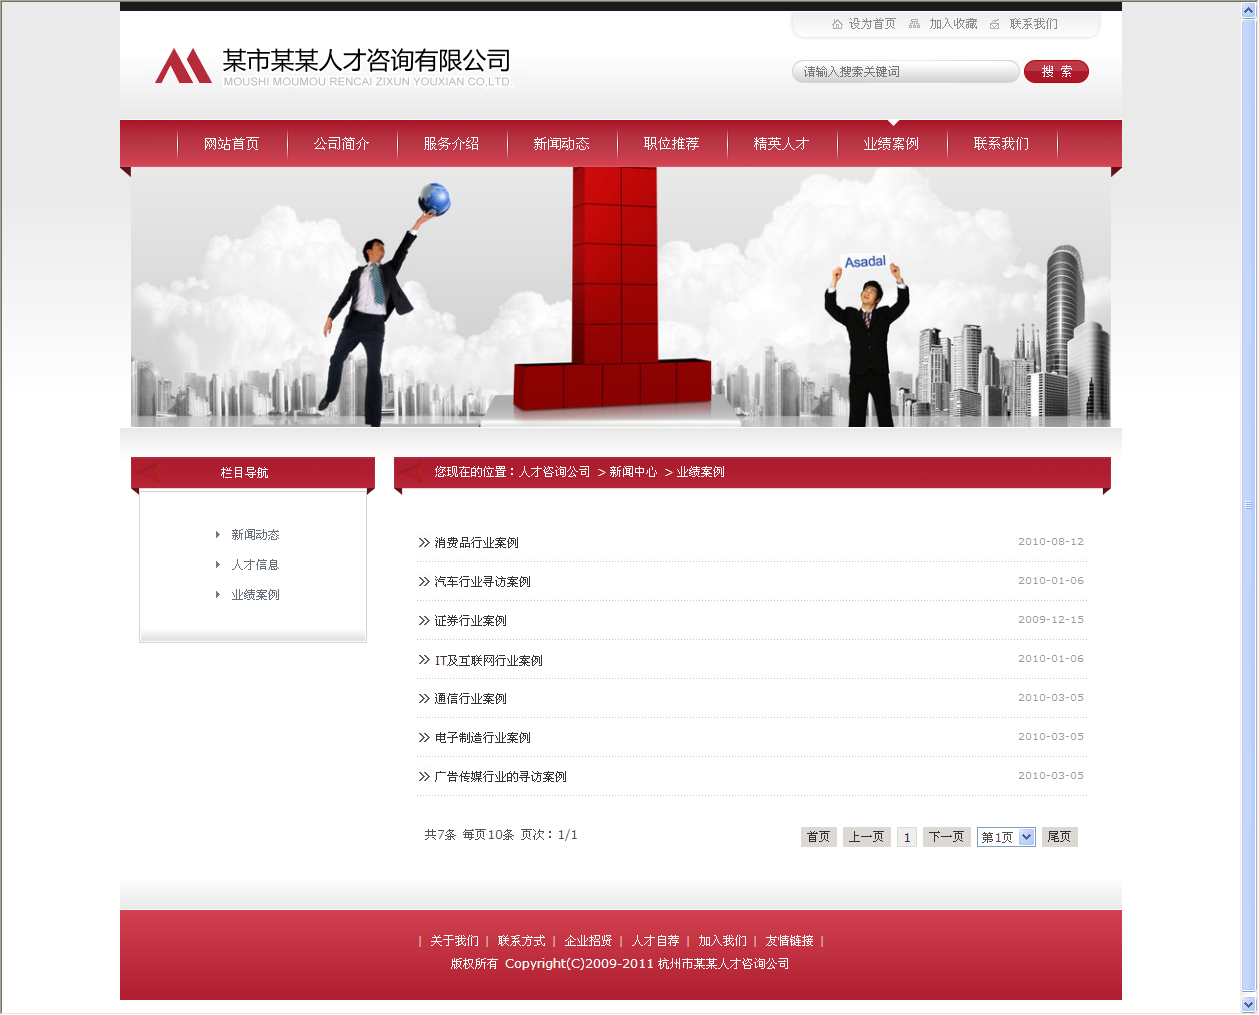 设为首页 加入收藏 联系我们
某市某某人才咨询有限公司
MOUSHI MOUMOU RENCAI ZIXUN YOUXIAN CO,LTD.
请输入搜索关键词 搜 索
网站首页 公司简介 服务介绍 新闻动态 职位推荐 精英人才 业绩案例 联系我们
Asadal
栏目导航
新闻动态
人才信息
业绩案例
您现在的位置：人才咨询公司 > 新闻中心 > 业绩案例
消费品行业案例 2010-08-12
汽车行业寻访案例 2010-01-06
证券行业案例 2009-12-15
IT及互联网行业案例 2010-01-06
通信行业案例 2010-03-05
电子制造行业案例 2010-03-05
广告传媒行业的寻访案例 2010-03-05
共7条 每页10条 页次：1/1
首页 上一页 1 下一页 第1页 尾页
| 关于我们 | 联系方式 | 企业招贤 | 人才自荐 | 加入我们 | 友情链接 |
版权所有 Copyright(C)2009-2011 杭州市某某人才咨询公司